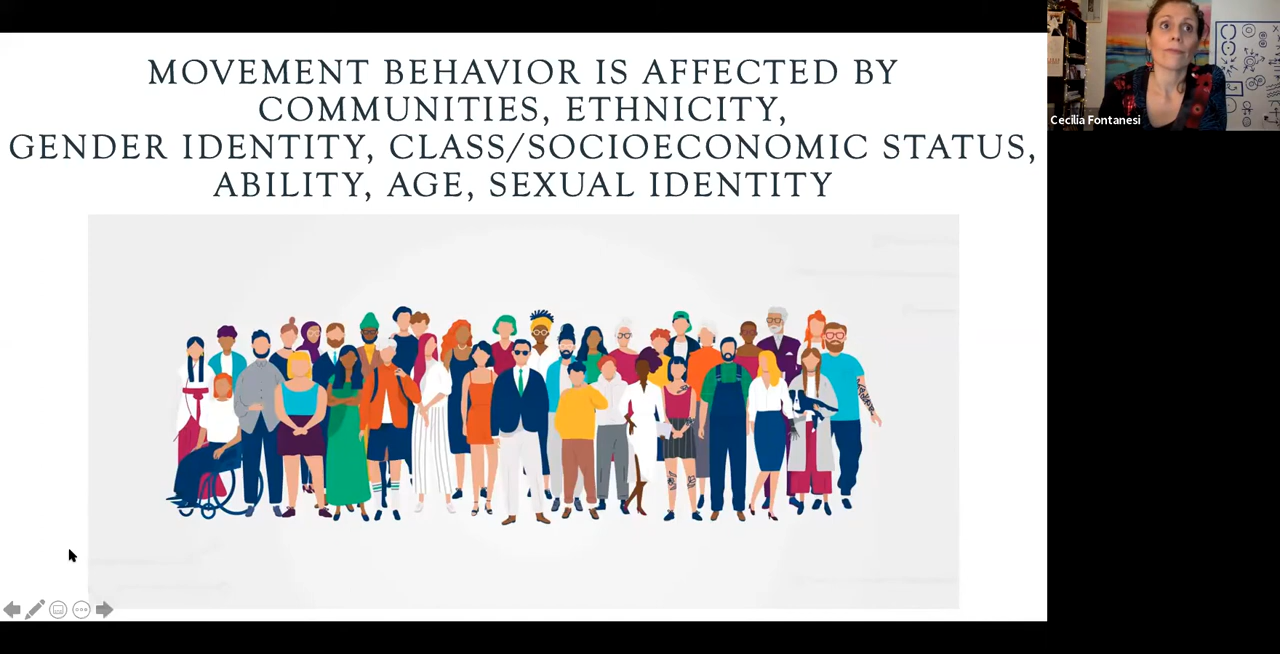 MOVEMENT BEHAVIOR IS AFFECTED BY
COMMUNITIES, ETHNICITY,
GENDER IDENTITY, CLASS/SOCIOECONOMIC STATUS,
ABILITY, AGE, SEXUAL IDENTITY
Cecilia Fontanesi